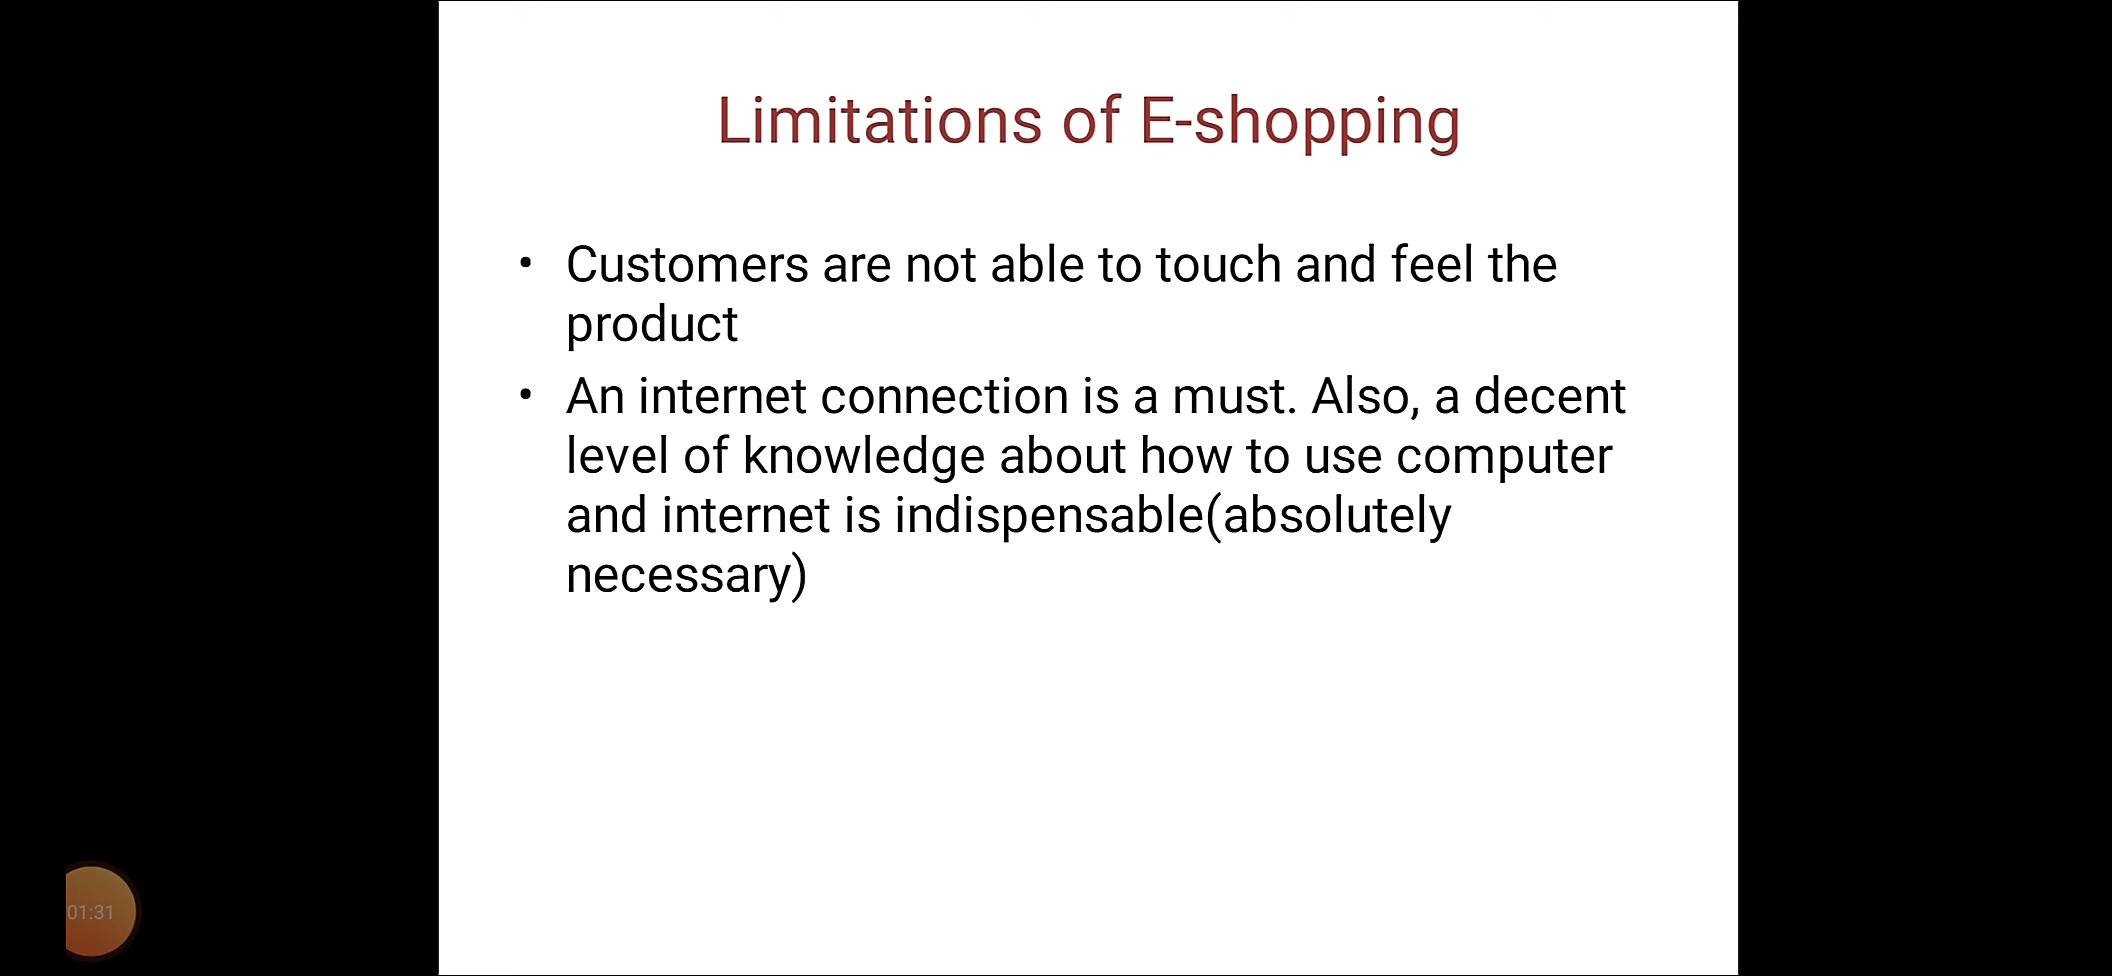 Limitations of E-shopping
• Customers are not able to touch and feel the
product
• An internet connection is a must. Also, a decent
level of knowledge about how to use computer
and internet is indispensable(absolutely
necessary)
01:31